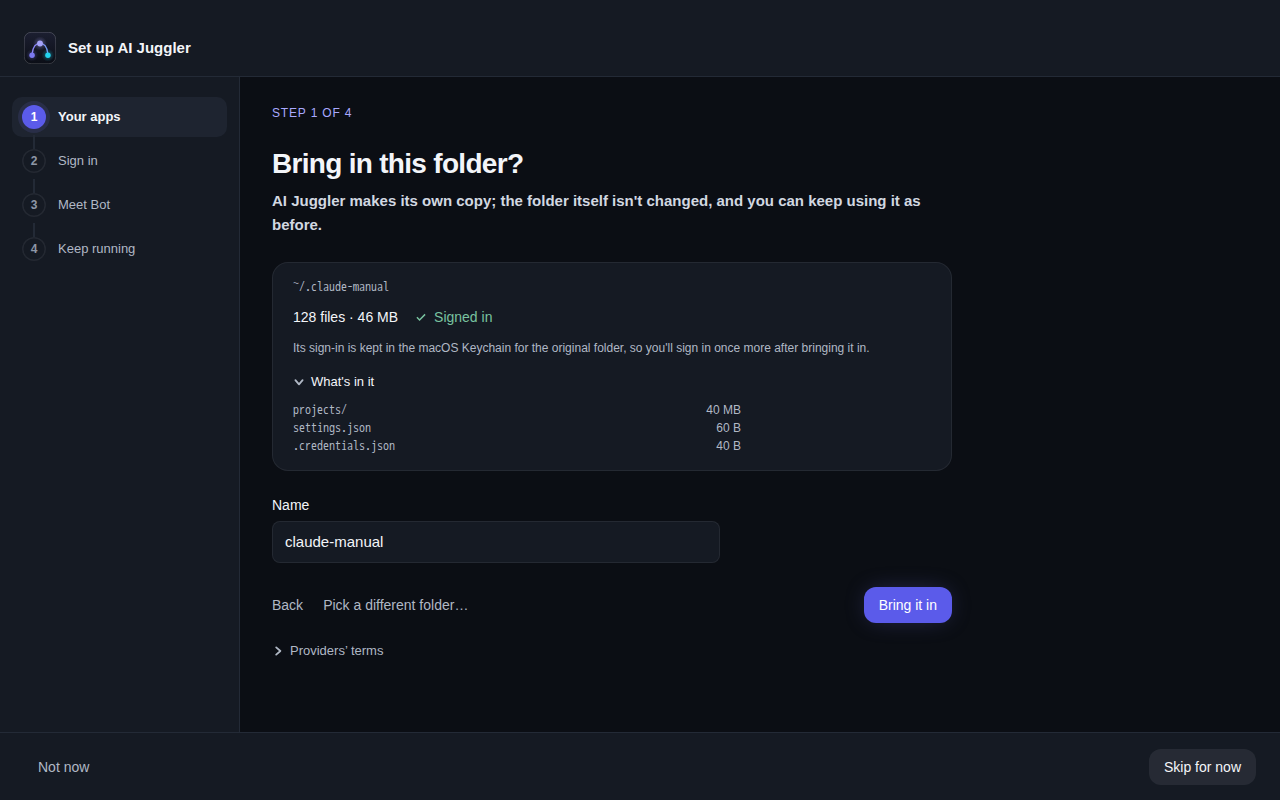 Set up AI Juggler
1 Your apps
2 Sign in
3 Meet Bot
4 Keep running
STEP 1 OF 4
Bring in this folder?
AI Juggler makes its own copy; the folder itself isn't changed, and you can keep using it as
before.
~/.claude-manual
128 files · 46 MB Signed in
Its sign-in is kept in the macOS Keychain for the original folder, so you'll sign in once more after bringing it in.
What's in it
projects/ 40 MB
settings.json 60 B
.credentials.json 40 B
Name
claude-manual
Back Pick a different folder… Bring it in
Providers' terms
Not now Skip for now